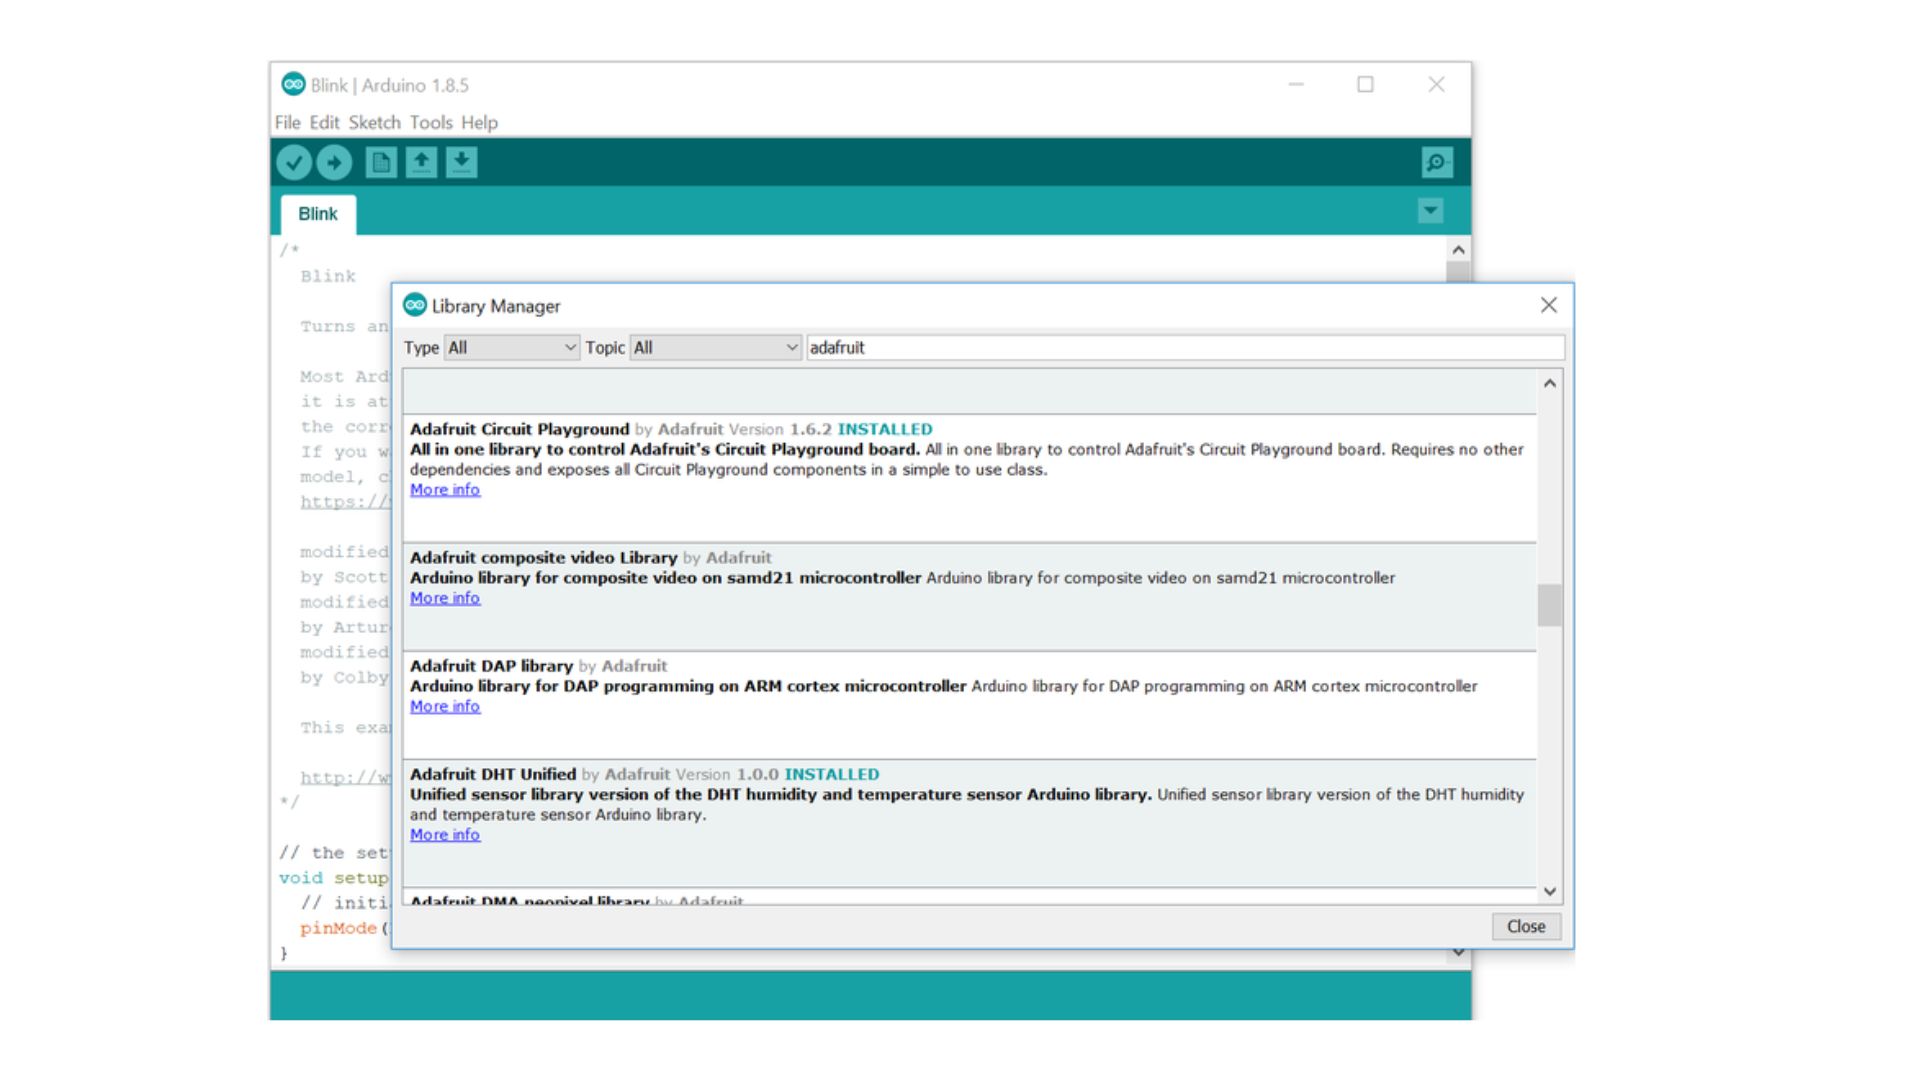 Blink | Arduino 1.8.5
File Edit Sketch Tools Help
Blink
/*
Blink
Library Manager
Turns an
Type All Topic All adafruit
Most Ard
it is at
the corr
If you w
model, c
https://
modified
by Scott
modified
by Artur
modified
by Colby
This exa
http://w
*/
// the set
void setup
// initi
pinMode(
}
Adafruit Circuit Playground by Adafruit Version 1.6.2 INSTALLED
All in one library to control Adafruit's Circuit Playground board. All in one library to control Adafruit's Circuit Playground board. Requires no other
dependencies and exposes all Circuit Playground components in a simple to use class.
More info
Adafruit composite video Library by Adafruit
Arduino library for composite video on samd21 microcontroller Arduino library for composite video on samd21 microcontroller
More info
Adafruit DAP library by Adafruit
Arduino library for DAP programming on ARM cortex microcontroller Arduino library for DAP programming on ARM cortex microcontroller
More info
Adafruit DHT Unified by Adafruit Version 1.0.0 INSTALLED
Unified sensor library version of the DHT humidity and temperature sensor Arduino library. Unified sensor library version of the DHT humidity
and temperature sensor Arduino library.
More info
Adafruit DMA neopixel library by Adafruit
Close